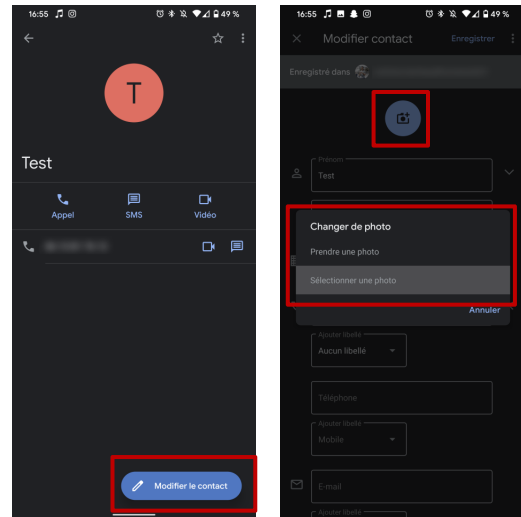 16:55
49 %
T
Test
Appel
SMS
Vidéo
Modifier le contact
16:55
49 %
Modifier contact
Enregistrer
Enregistré dans
Prénom
Test
Changer de photo
Prendre une photo
Sélectionner une photo
Annuler
Ajouter libellé
Aucun libellé
Téléphone
Ajouter libellé
Mobile
E-mail
Ajouter libellé